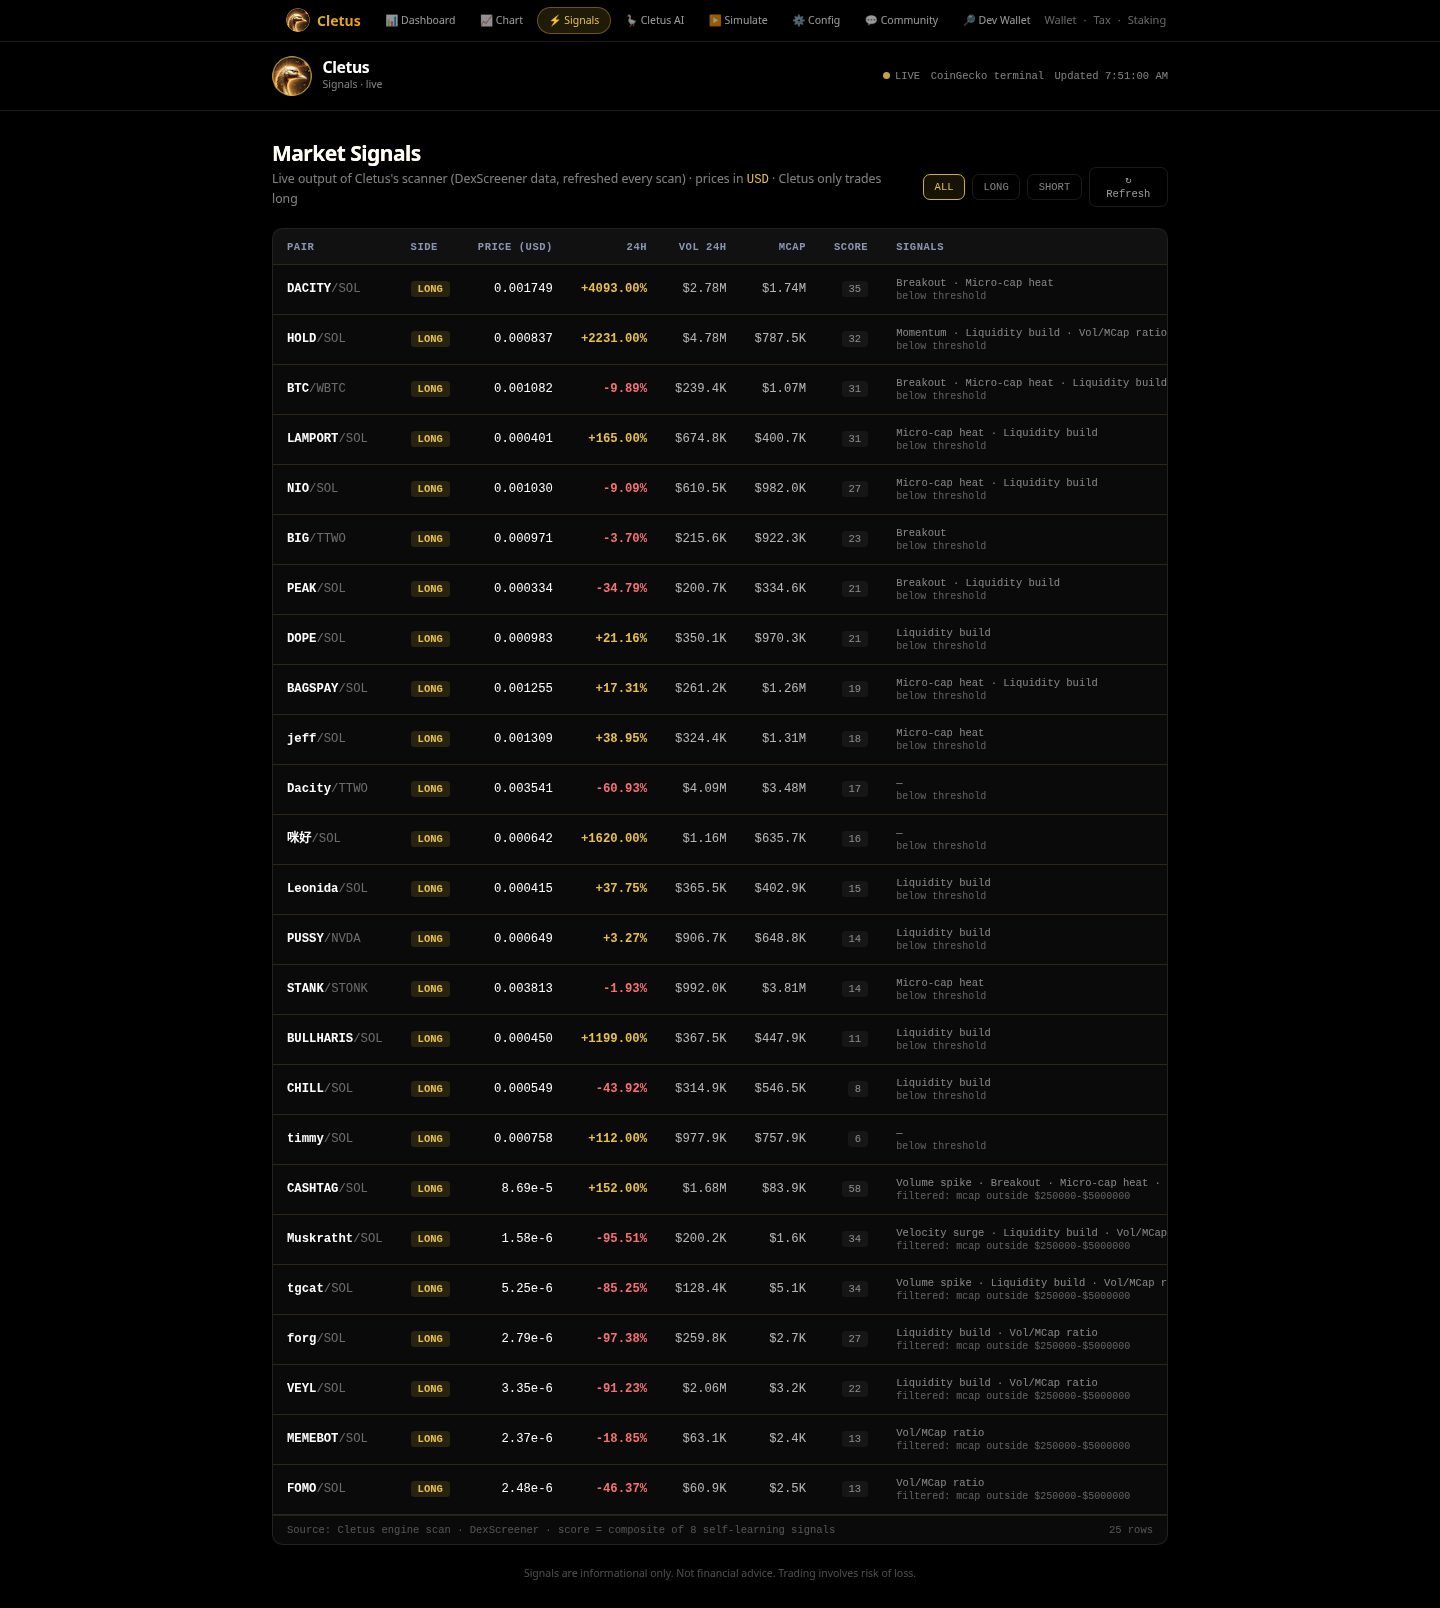 Cletus 📊 Dashboard 📈 Chart ⚡ Signals 🦤 Cletus AI ▶️ Simulate ⚙️ Config 💬 Community 🔎 Dev Wallet Wallet · Tax · Staking
Cletus
Signals · live
LIVE CoinGecko terminal Updated 7:51:00 AM
Market Signals
Live output of Cletus's scanner (DexScreener data, refreshed every scan) · prices in USD · Cletus only trades
long
ALL LONG SHORT ↻ Refresh
PAIR SIDE PRICE (USD) 24H VOL 24H MCAP SCORE SIGNALS
DACITY/SOL LONG 0.001749 +4093.00% $2.78M $1.74M 35 Breakout · Micro-cap heat
below threshold
HOLD/SOL LONG 0.000837 +2231.00% $4.78M $787.5K 32 Momentum · Liquidity build · Vol/MCap ratio
below threshold
BTC/WBTC LONG 0.001082 -9.89% $239.4K $1.07M 31 Breakout · Micro-cap heat · Liquidity build
below threshold
LAMPORT/SOL LONG 0.000401 +165.00% $674.8K $400.7K 31 Micro-cap heat · Liquidity build
below threshold
NIO/SOL LONG 0.001030 -9.09% $610.5K $982.0K 27 Micro-cap heat · Liquidity build
below threshold
BIG/TTWO LONG 0.000971 -3.70% $215.6K $922.3K 23 Breakout
below threshold
PEAK/SOL LONG 0.000334 -34.79% $200.7K $334.6K 21 Breakout · Liquidity build
below threshold
DOPE/SOL LONG 0.000983 +21.16% $350.1K $970.3K 21 Liquidity build
below threshold
BAGSPAY/SOL LONG 0.001255 +17.31% $261.2K $1.26M 19 Micro-cap heat · Liquidity build
below threshold
jeff/SOL LONG 0.001309 +38.95% $324.4K $1.31M 18 Micro-cap heat
below threshold
Dacity/TTWO LONG 0.003541 -60.93% $4.09M $3.48M 17 —
below threshold
咪好/SOL LONG 0.000642 +1620.00% $1.16M $635.7K 16 —
below threshold
Leonida/SOL LONG 0.000415 +37.75% $365.5K $402.9K 15 Liquidity build
below threshold
PUSSY/NVDA LONG 0.000649 +3.27% $906.7K $648.8K 14 Liquidity build
below threshold
STANK/STONK LONG 0.003813 -1.93% $992.0K $3.81M 14 Micro-cap heat
below threshold
BULLHARIS/SOL LONG 0.000450 +1199.00% $367.5K $447.9K 11 Liquidity build
below threshold
CHILL/SOL LONG 0.000549 -43.92% $314.9K $546.5K 8 Liquidity build
below threshold
timmy/SOL LONG 0.000758 +112.00% $977.9K $757.9K 6 —
below threshold
CASHTAG/SOL LONG 8.69e-5 +152.00% $1.68M $83.9K 58 Volume spike · Breakout · Micro-cap heat ·
filtered: mcap outside $250000-$5000000
Muskratht/SOL LONG 1.58e-6 -95.51% $200.2K $1.6K 34 Velocity surge · Liquidity build · Vol/MCap
filtered: mcap outside $250000-$5000000
tgcat/SOL LONG 5.25e-6 -85.25% $128.4K $5.1K 34 Volume spike · Liquidity build · Vol/MCap r
filtered: mcap outside $250000-$5000000
forg/SOL LONG 2.79e-6 -97.38% $259.8K $2.7K 27 Liquidity build · Vol/MCap ratio
filtered: mcap outside $250000-$5000000
VEYL/SOL LONG 3.35e-6 -91.23% $2.06M $3.2K 22 Liquidity build · Vol/MCap ratio
filtered: mcap outside $250000-$5000000
MEMEBOT/SOL LONG 2.37e-6 -18.85% $63.1K $2.4K 13 Vol/MCap ratio
filtered: mcap outside $250000-$5000000
FOMO/SOL LONG 2.48e-6 -46.37% $60.9K $2.5K 13 Vol/MCap ratio
filtered: mcap outside $250000-$5000000
Source: Cletus engine scan · DexScreener · score = composite of 8 self-learning signals 25 rows
Signals are informational only. Not financial advice. Trading involves risk of loss.